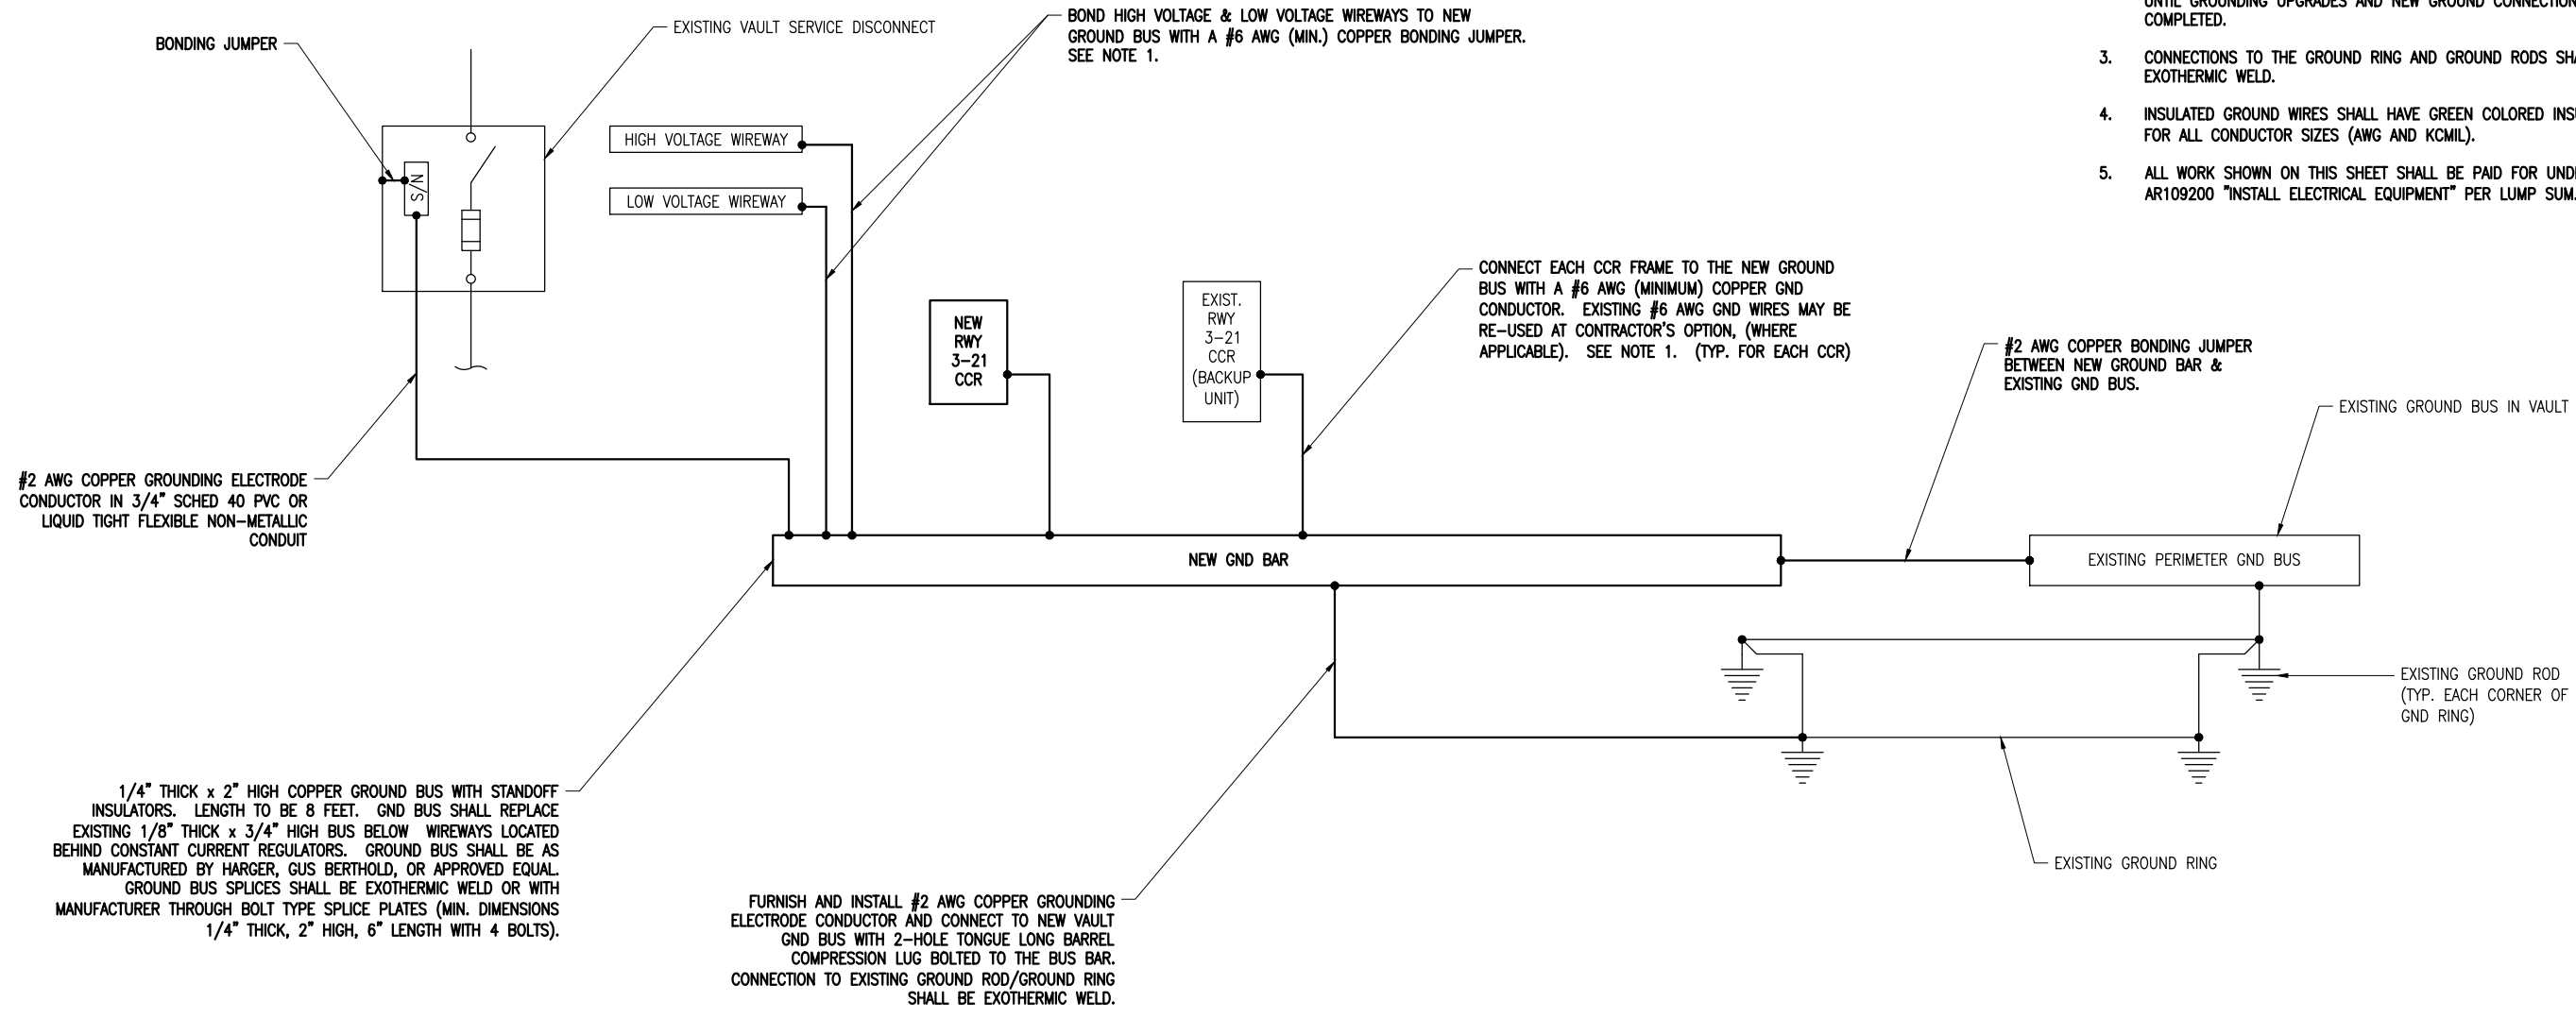 BONDING JUMPER
EXISTING VAULT SERVICE DISCONNECT
BOND HIGH VOLTAGE & LOW VOLTAGE WIREWAYS TO NEW
GROUND BUS WITH A #6 AWG (MIN.) COPPER BONDING JUMPER.
SEE NOTE 1.
UNTIL GROUNDING UPGRADES AND NEW GROUND CONNECTION
COMPLETED.
3. CONNECTIONS TO THE GROUND RING AND GROUND RODS
EXOTHERMIC WELD.
4. INSULATED GROUND WIRES SHALL HAVE GREEN COLORED
FOR ALL CONDUCTOR SIZES (AWG AND KCMIL).
5. ALL WORK SHOWN ON THIS SHEET SHALL BE PAID FOR
AR109200 "INSTALL ELECTRICAL EQUIPMENT" PER LUMP SUM.
S/N
HIGH VOLTAGE WIREWAY
LOW VOLTAGE WIREWAY
NEW
RWY
3-21
CCR
EXIST.
RWY
3-21
CCR
(BACKUP
UNIT)
CONNECT EACH CCR FRAME TO THE NEW GROUND
BUS WITH A #6 AWG (MINIMUM) COPPER GND
CONDUCTOR. EXISTING #6 AWG GND WIRES MAY BE
RE-USED AT CONTRACTOR'S OPTION, (WHERE
APPLICABLE). SEE NOTE 1. (TYP. FOR EACH CCR)
#2 AWG COPPER BONDING JUMPER
BETWEEN NEW GROUND BAR &
EXISTING GND BUS.
EXISTING GROUND BUS IN VAULT
#2 AWG COPPER GROUNDING ELECTRODE
CONDUCTOR IN 3/4" SCHED 40 PVC OR
LIQUID TIGHT FLEXIBLE NON-METALLIC
CONDUIT
NEW GND BAR
EXISTING PERIMETER GND BUS
EXISTING GROUND ROD
(TYP. EACH CORNER OF
GND RING)
EXISTING GROUND RING
1/4" THICK x 2" HIGH COPPER GROUND BUS WITH STANDOFF
INSULATORS. LENGTH TO BE 8 FEET. GND BUS SHALL REPLACE
EXISTING 1/8" THICK x 3/4" HIGH BUS BELOW WIREWAYS LOCATED
BEHIND CONSTANT CURRENT REGULATORS. GROUND BUS SHALL BE AS
MANUFACTURED BY HARGER, GUS BERTHOLD, OR APPROVED EQUAL.
GROUND BUS SPLICES SHALL BE EXOTHERMIC WELD OR WITH
MANUFACTURER THROUGH BOLT TYPE SPLICE PLATES (MIN. DIMENSIONS
1/4" THICK, 2" HIGH, 6" LENGTH WITH 4 BOLTS).
FURNISH AND INSTALL #2 AWG COPPER GROUNDING
ELECTRODE CONDUCTOR AND CONNECT TO NEW VAULT
GND BUS WITH 2-HOLE TONGUE LONG BARREL
COMPRESSION LUG BOLTED TO THE BUS BAR.
CONNECTION TO EXISTING GROUND ROD/GROUND RING
SHALL BE EXOTHERMIC WELD.